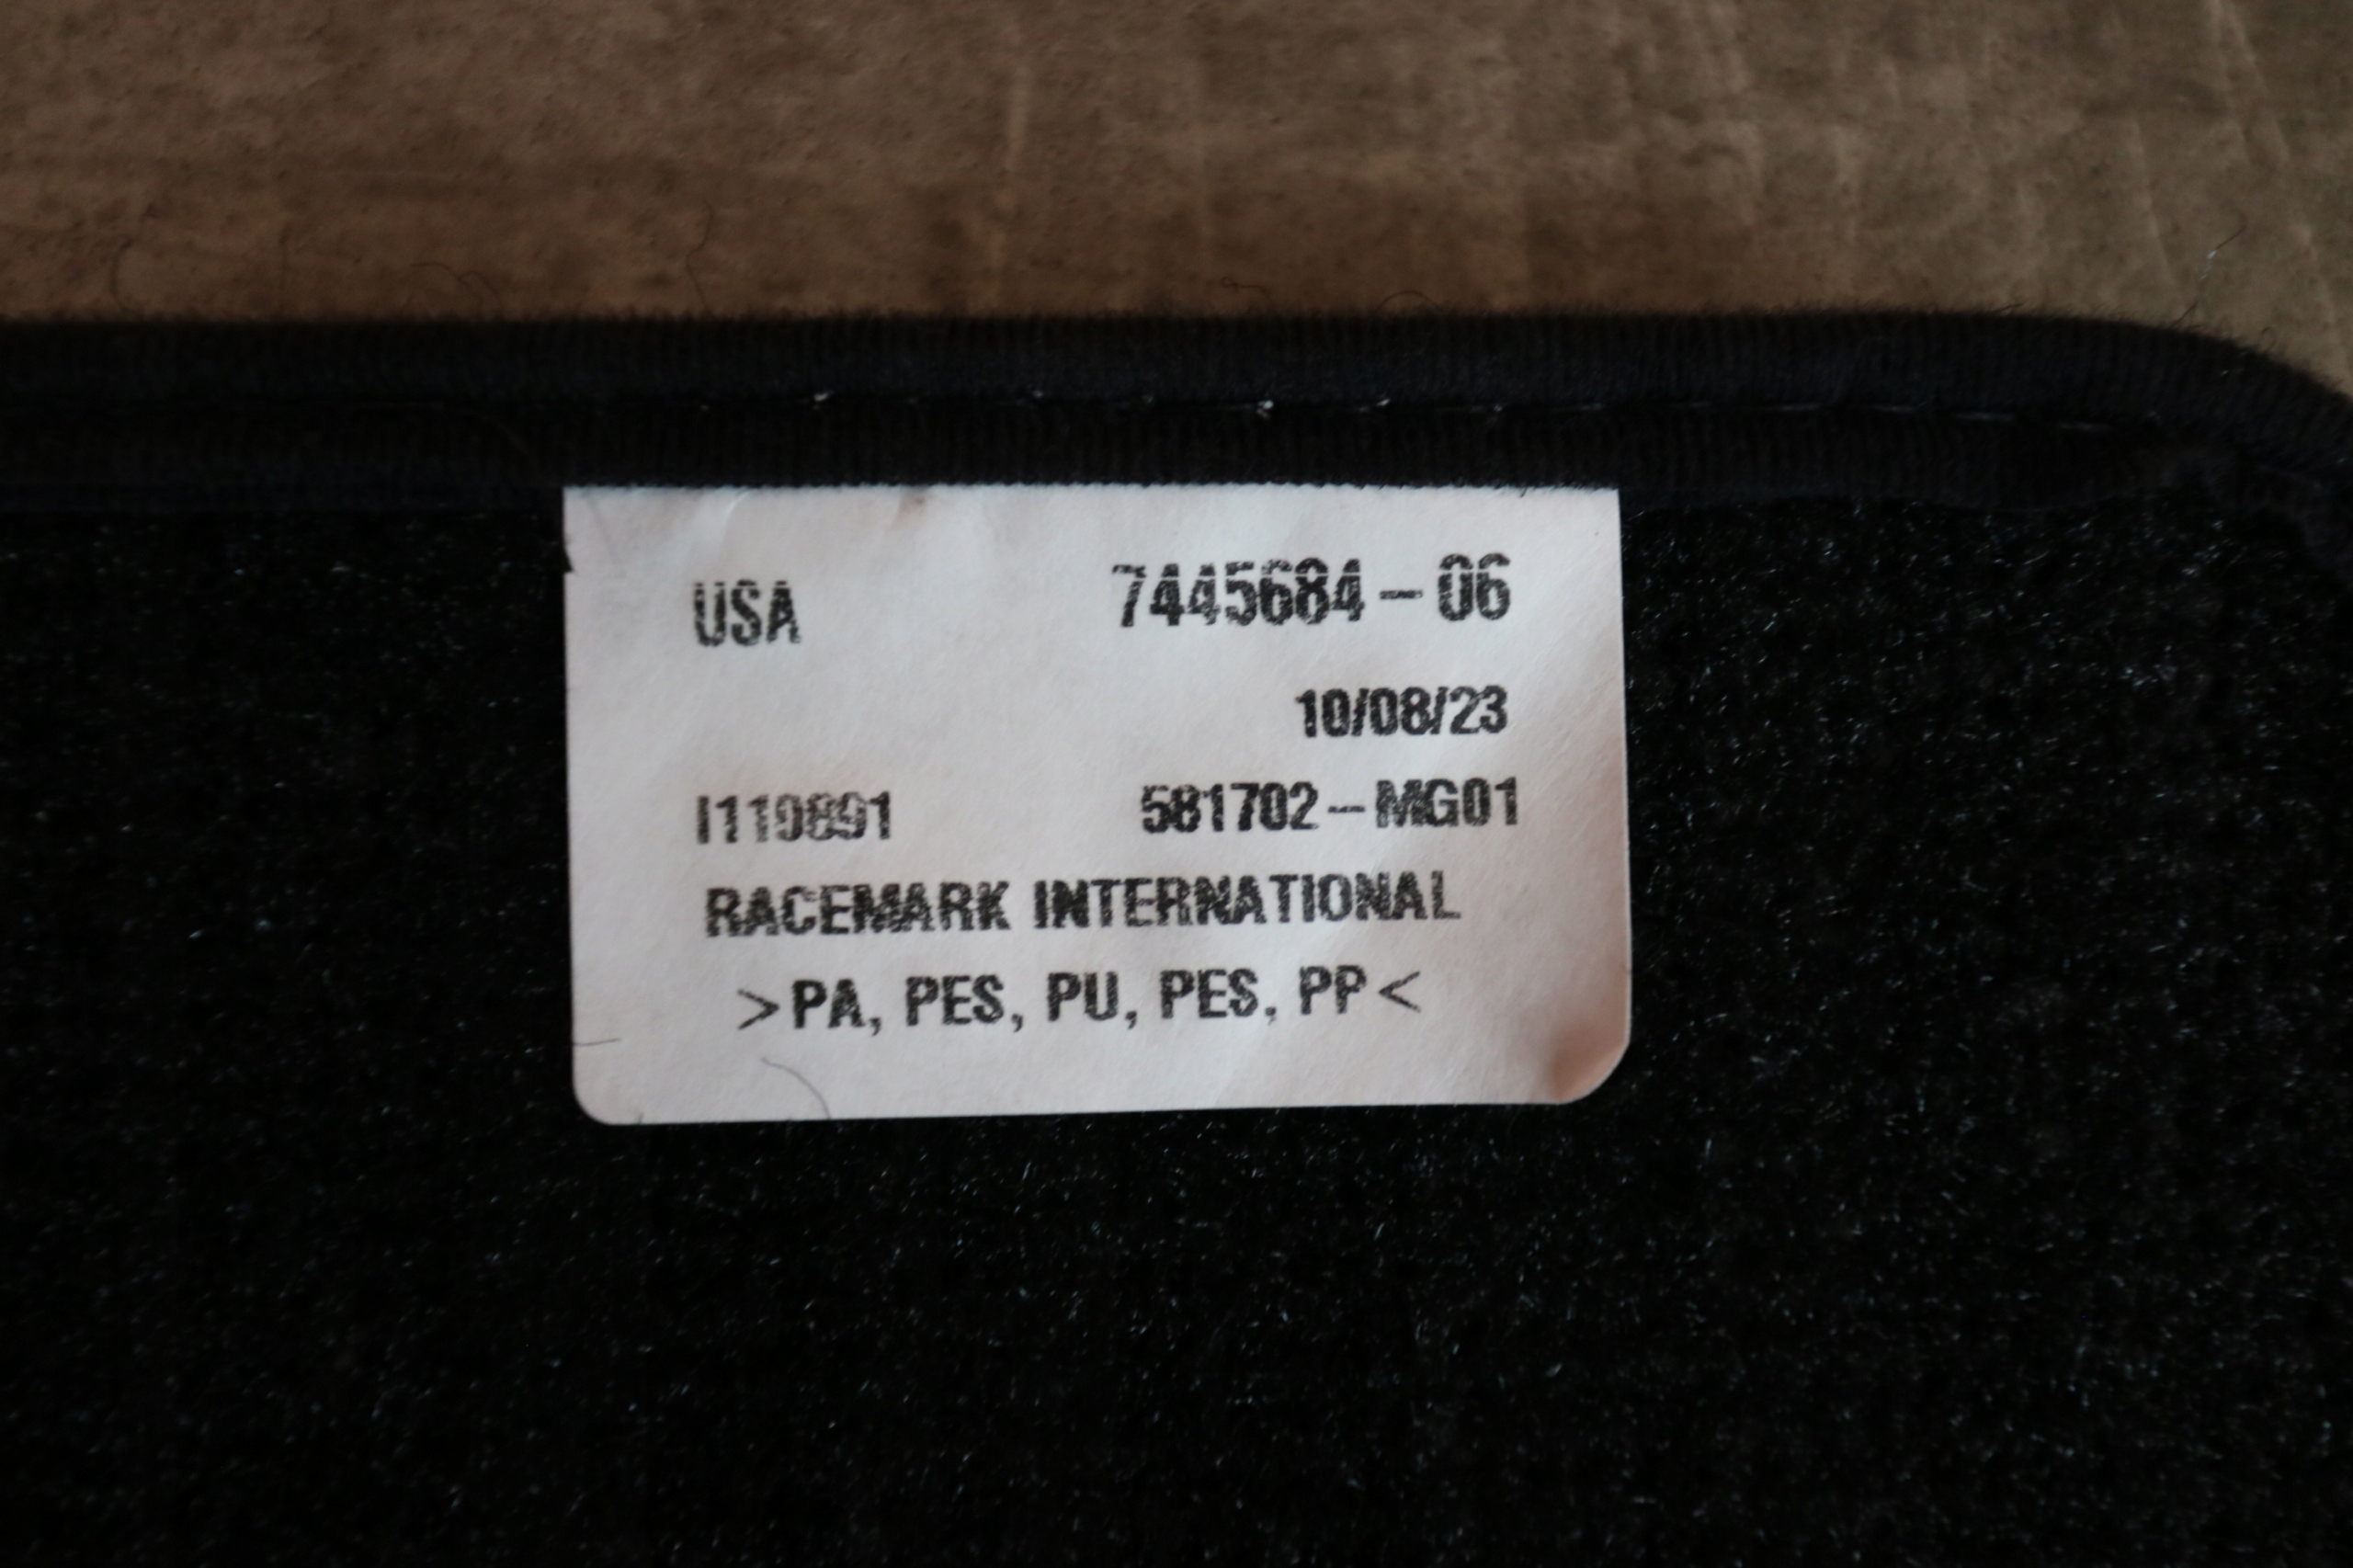 USA 7445684-06
10/08/23
I110891 581702-MG01
RACEMARK INTERNATIONAL
>PA, PES, PU, PES, PP<